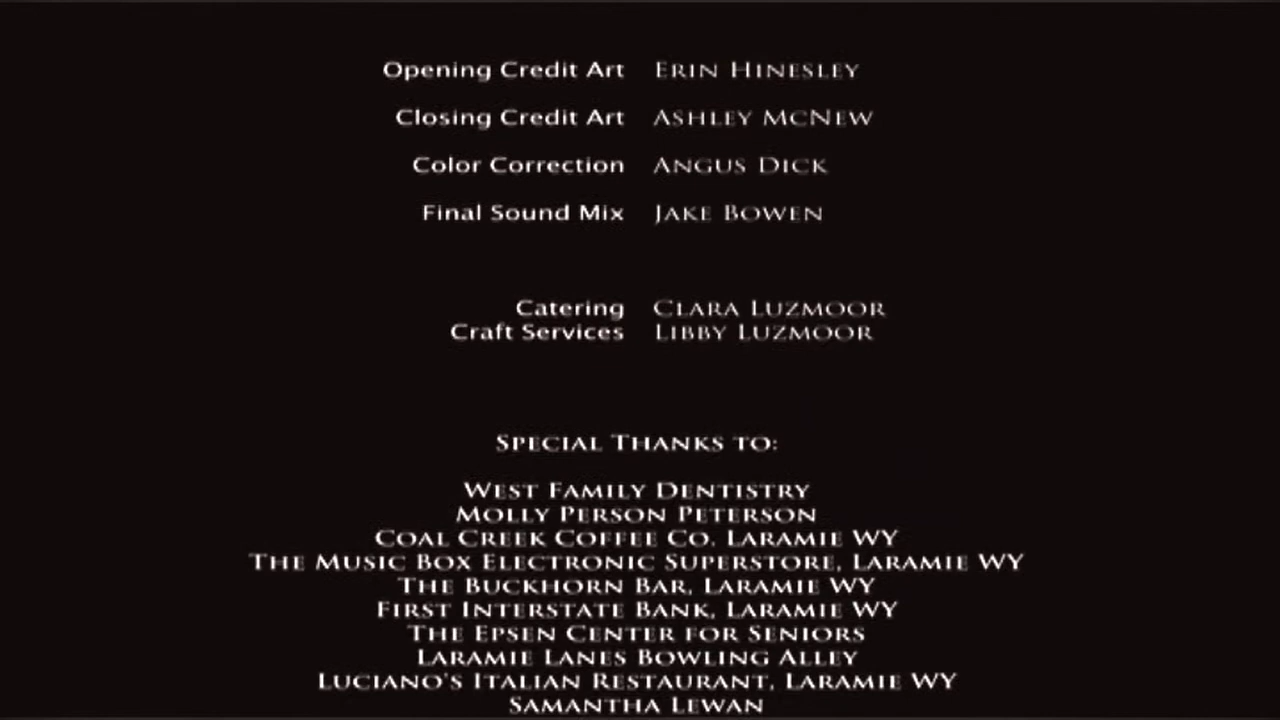 Opening Credit Art ERIN HINESLEY
Closing Credit Art ASHLEY MCNEW
Color Correction ANGUS DICK
Final Sound Mix JAKE BOWEN
Catering CLARA LUZMOOR
Craft Services LIBBY LUZMOOR
SPECIAL THANKS TO:
WEST FAMILY DENTISTRY
MOLLY PERSON PETERSON
COAL CREEK COFFEE CO. LARAMIE WY
THE MUSIC BOX ELECTRONIC SUPERSTORE, LARAMIE WY
THE BUCKHORN BAR, LARAMIE WY
FIRST INTERSTATE BANK, LARAMIE WY
THE EPSEN CENTER FOR SENIORS
LARAMIE LANES BOWLING ALLEY
LUCIANO'S ITALIAN RESTAURANT, LARAMIE WY
SAMANTHA LEWAN